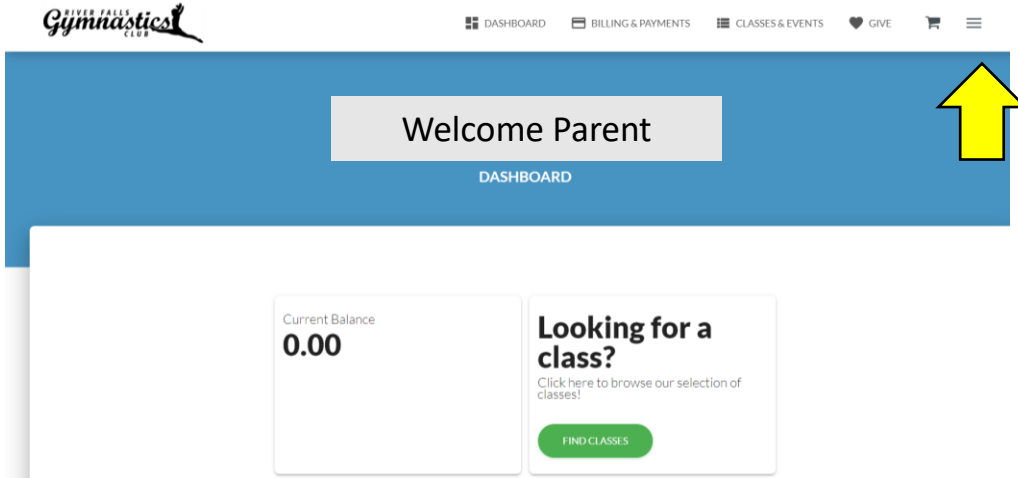 RIVER FALLS
Gymnastics
CLUB
DASHBOARD
BILLING & PAYMENTS
CLASSES & EVENTS
GIVE
Welcome Parent
DASHBOARD
Current Balance
0.00
Looking for a
class?
Click here to browse our selection of
classes!
FIND CLASSES